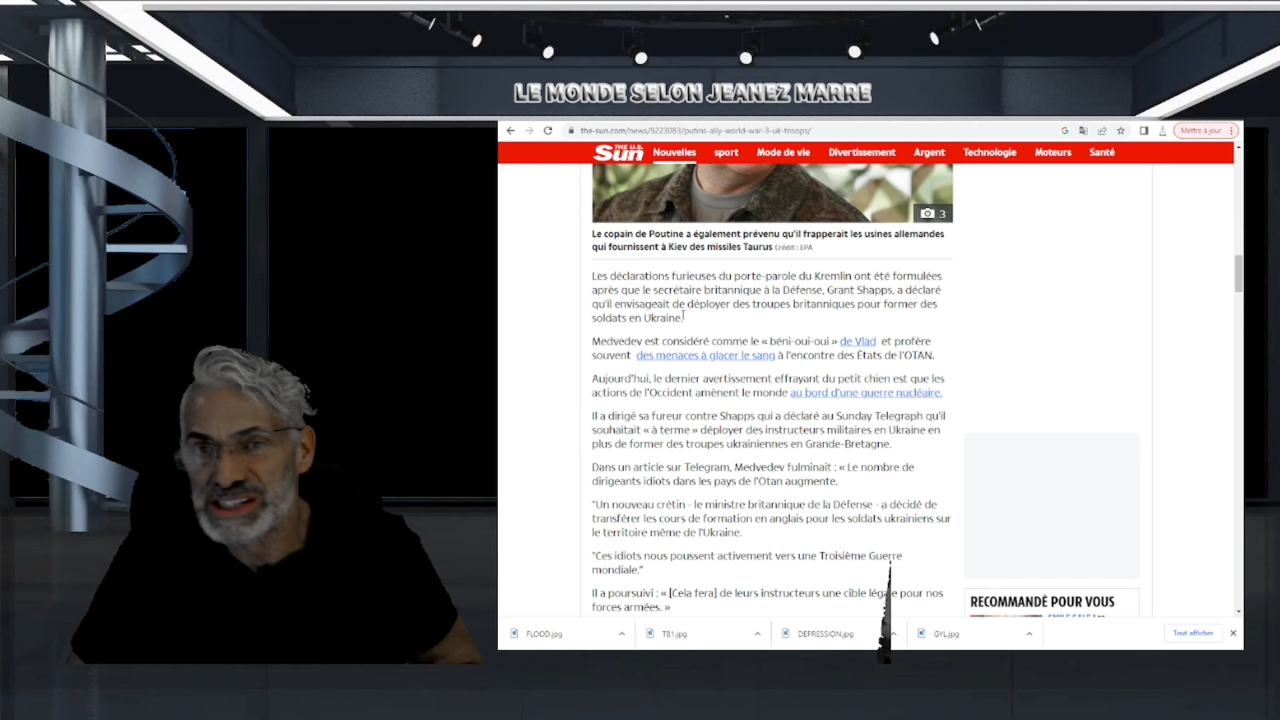 LE MONDE SELON JEANEZ MARRE
the-sun.com/news/9223083/putins-ally-world-war-3-uk-troops/
Mettre à jour
THE U.S.
Sun
Nouvelles sport Mode de vie Divertissement Argent Technologie Moteurs Santé
3
Le copain de Poutine a également prévenu qu'il frapperait les usines allemandes
qui fournissent à Kiev des missiles Taurus Crédit : EPA
Les déclarations furieuses du porte-parole du Kremlin ont été formulées
après que le secrétaire britannique à la Défense, Grant Shapps, a déclaré
qu'il envisageait de déployer des troupes britanniques pour former des
soldats en Ukraine.
Medvedev est considéré comme le « béni-oui-oui » de Vlad et profère
souvent des menaces à glacer le sang à l'encontre des États de l'OTAN.
Aujourd'hui, le dernier avertissement effrayant du petit chien est que les
actions de l'Occident amènent le monde au bord d'une guerre nucléaire.
Il a dirigé sa fureur contre Shapps qui a déclaré au Sunday Telegraph qu'il
souhaitait « à terme » déployer des instructeurs militaires en Ukraine en
plus de former des troupes ukrainiennes en Grande-Bretagne.
Dans un article sur Telegram, Medvedev fulminait : « Le nombre de
dirigeants idiots dans les pays de l'Otan augmente.
"Un nouveau crétin - le ministre britannique de la Défense - a décidé de
transférer les cours de formation en anglais pour les soldats ukrainiens sur
le territoire même de l'Ukraine.
"Ces idiots nous poussent activement vers une Troisième Guerre
mondiale."
Il a poursuivi : « [Cela fera] de leurs instructeurs une cible légale pour nos
forces armées. »
RECOMMANDÉ POUR VOUS
FLOOD.jpg TB1.jpg DEPRESSION.jpg GYL.jpg Tout afficher